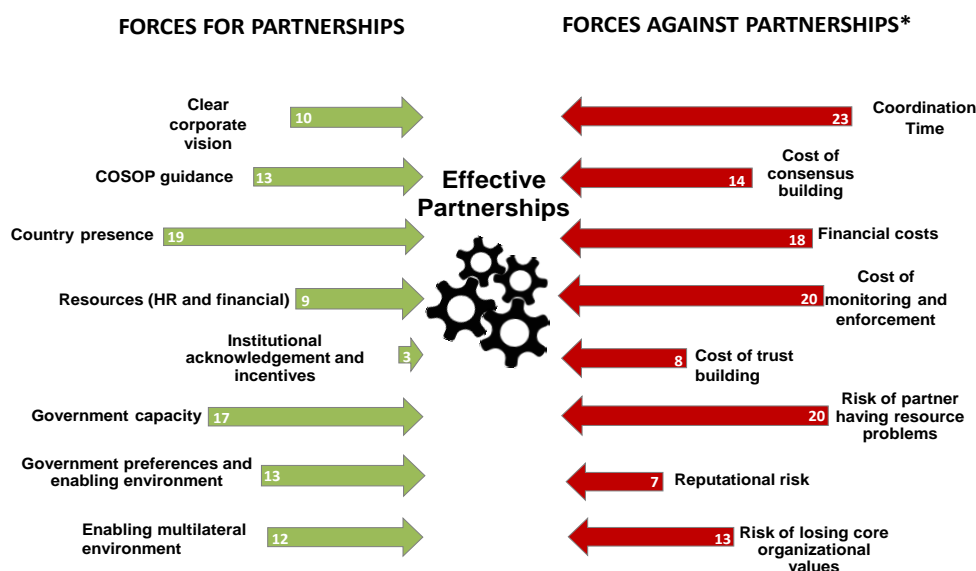 FORCES FOR PARTNERSHIPS
FORCES AGAINST PARTNERSHIPS*
Clear
corporate
vision
10
COSOP guidance
13
Country presence
19
Resources (HR and financial)
9
Institutional
acknowledgement and
incentives
3
Government capacity
17
Government preferences and
enabling environment
13
Enabling multilateral
environment
12
Effective
Partnerships
23
Coordination
Time
14
Cost of
consensus
building
18
Financial costs
20
Cost of
monitoring and
enforcement
8
Cost of trust
building
20
Risk of partner
having resource
problems
7
Reputational risk
13
Risk of losing core
organizational
values